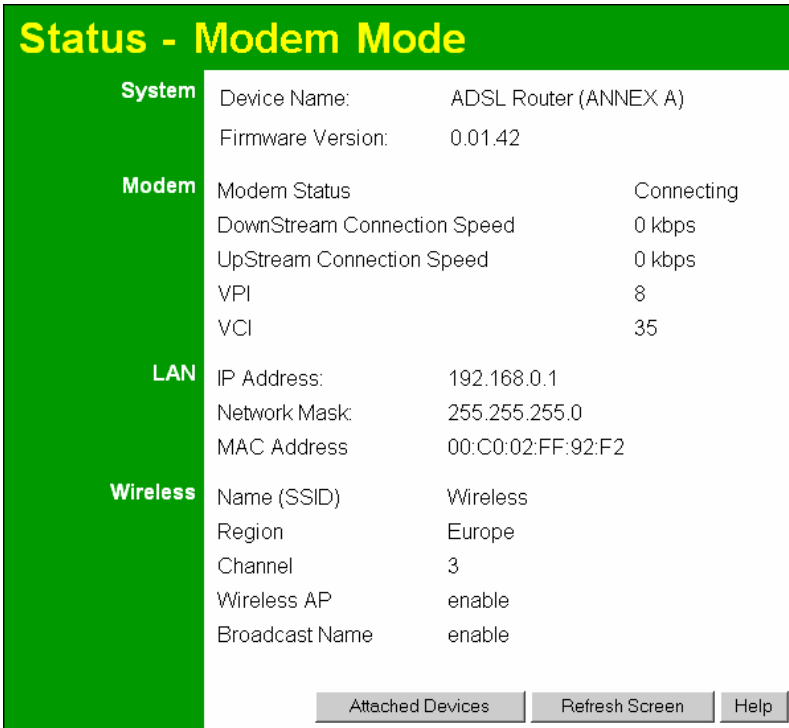 Status - Modem Mode
System
Device Name: ADSL Router (ANNEX A)
Firmware Version: 0.01.42
Modem
Modem Status Connecting
DownStream Connection Speed 0 kbps
UpStream Connection Speed 0 kbps
VPI 8
VCI 35
LAN
IP Address: 192.168.0.1
Network Mask: 255.255.255.0
MAC Address 00:C0:02:FF:92:F2
Wireless
Name (SSID) Wireless
Region Europe
Channel 3
Wireless AP enable
Broadcast Name enable
Attached Devices Refresh Screen Help